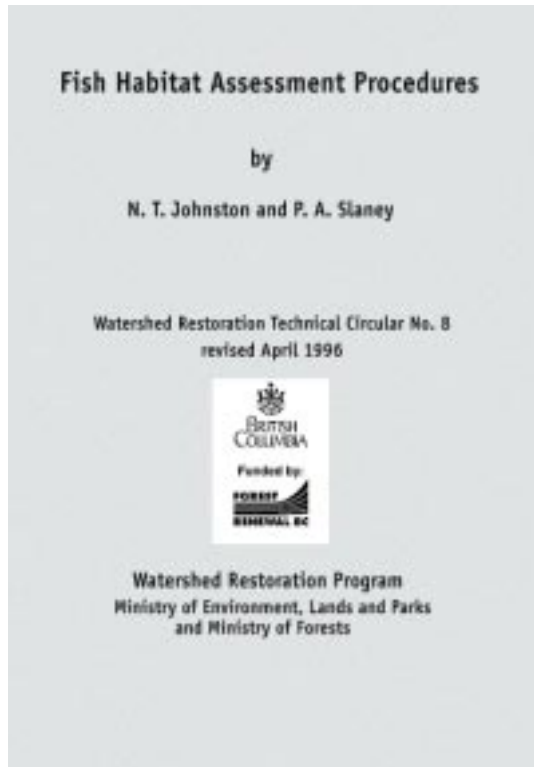 Fish Habitat Assessment Procedures
by
N. T. Johnston and P. A. Slaney
Watershed Restoration Technical Circular No. 8
revised April 1996
BRITISH
COLUMBIA
Funded by:
FOREST
RENEWAL BC
Watershed Restoration Program
Ministry of Environment, Lands and Parks
and Ministry of Forests